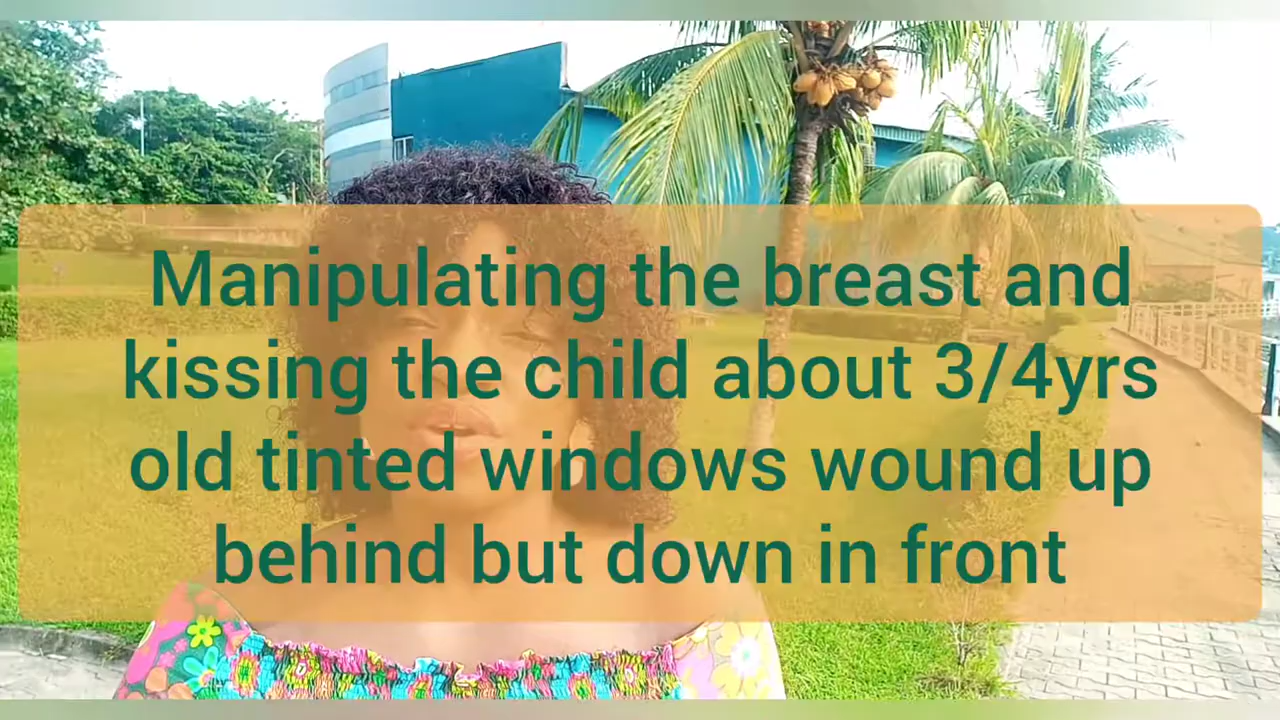 Manipulating the breast and
kissing the child about 3/4yrs
old tinted windows wound up
behind but down in front